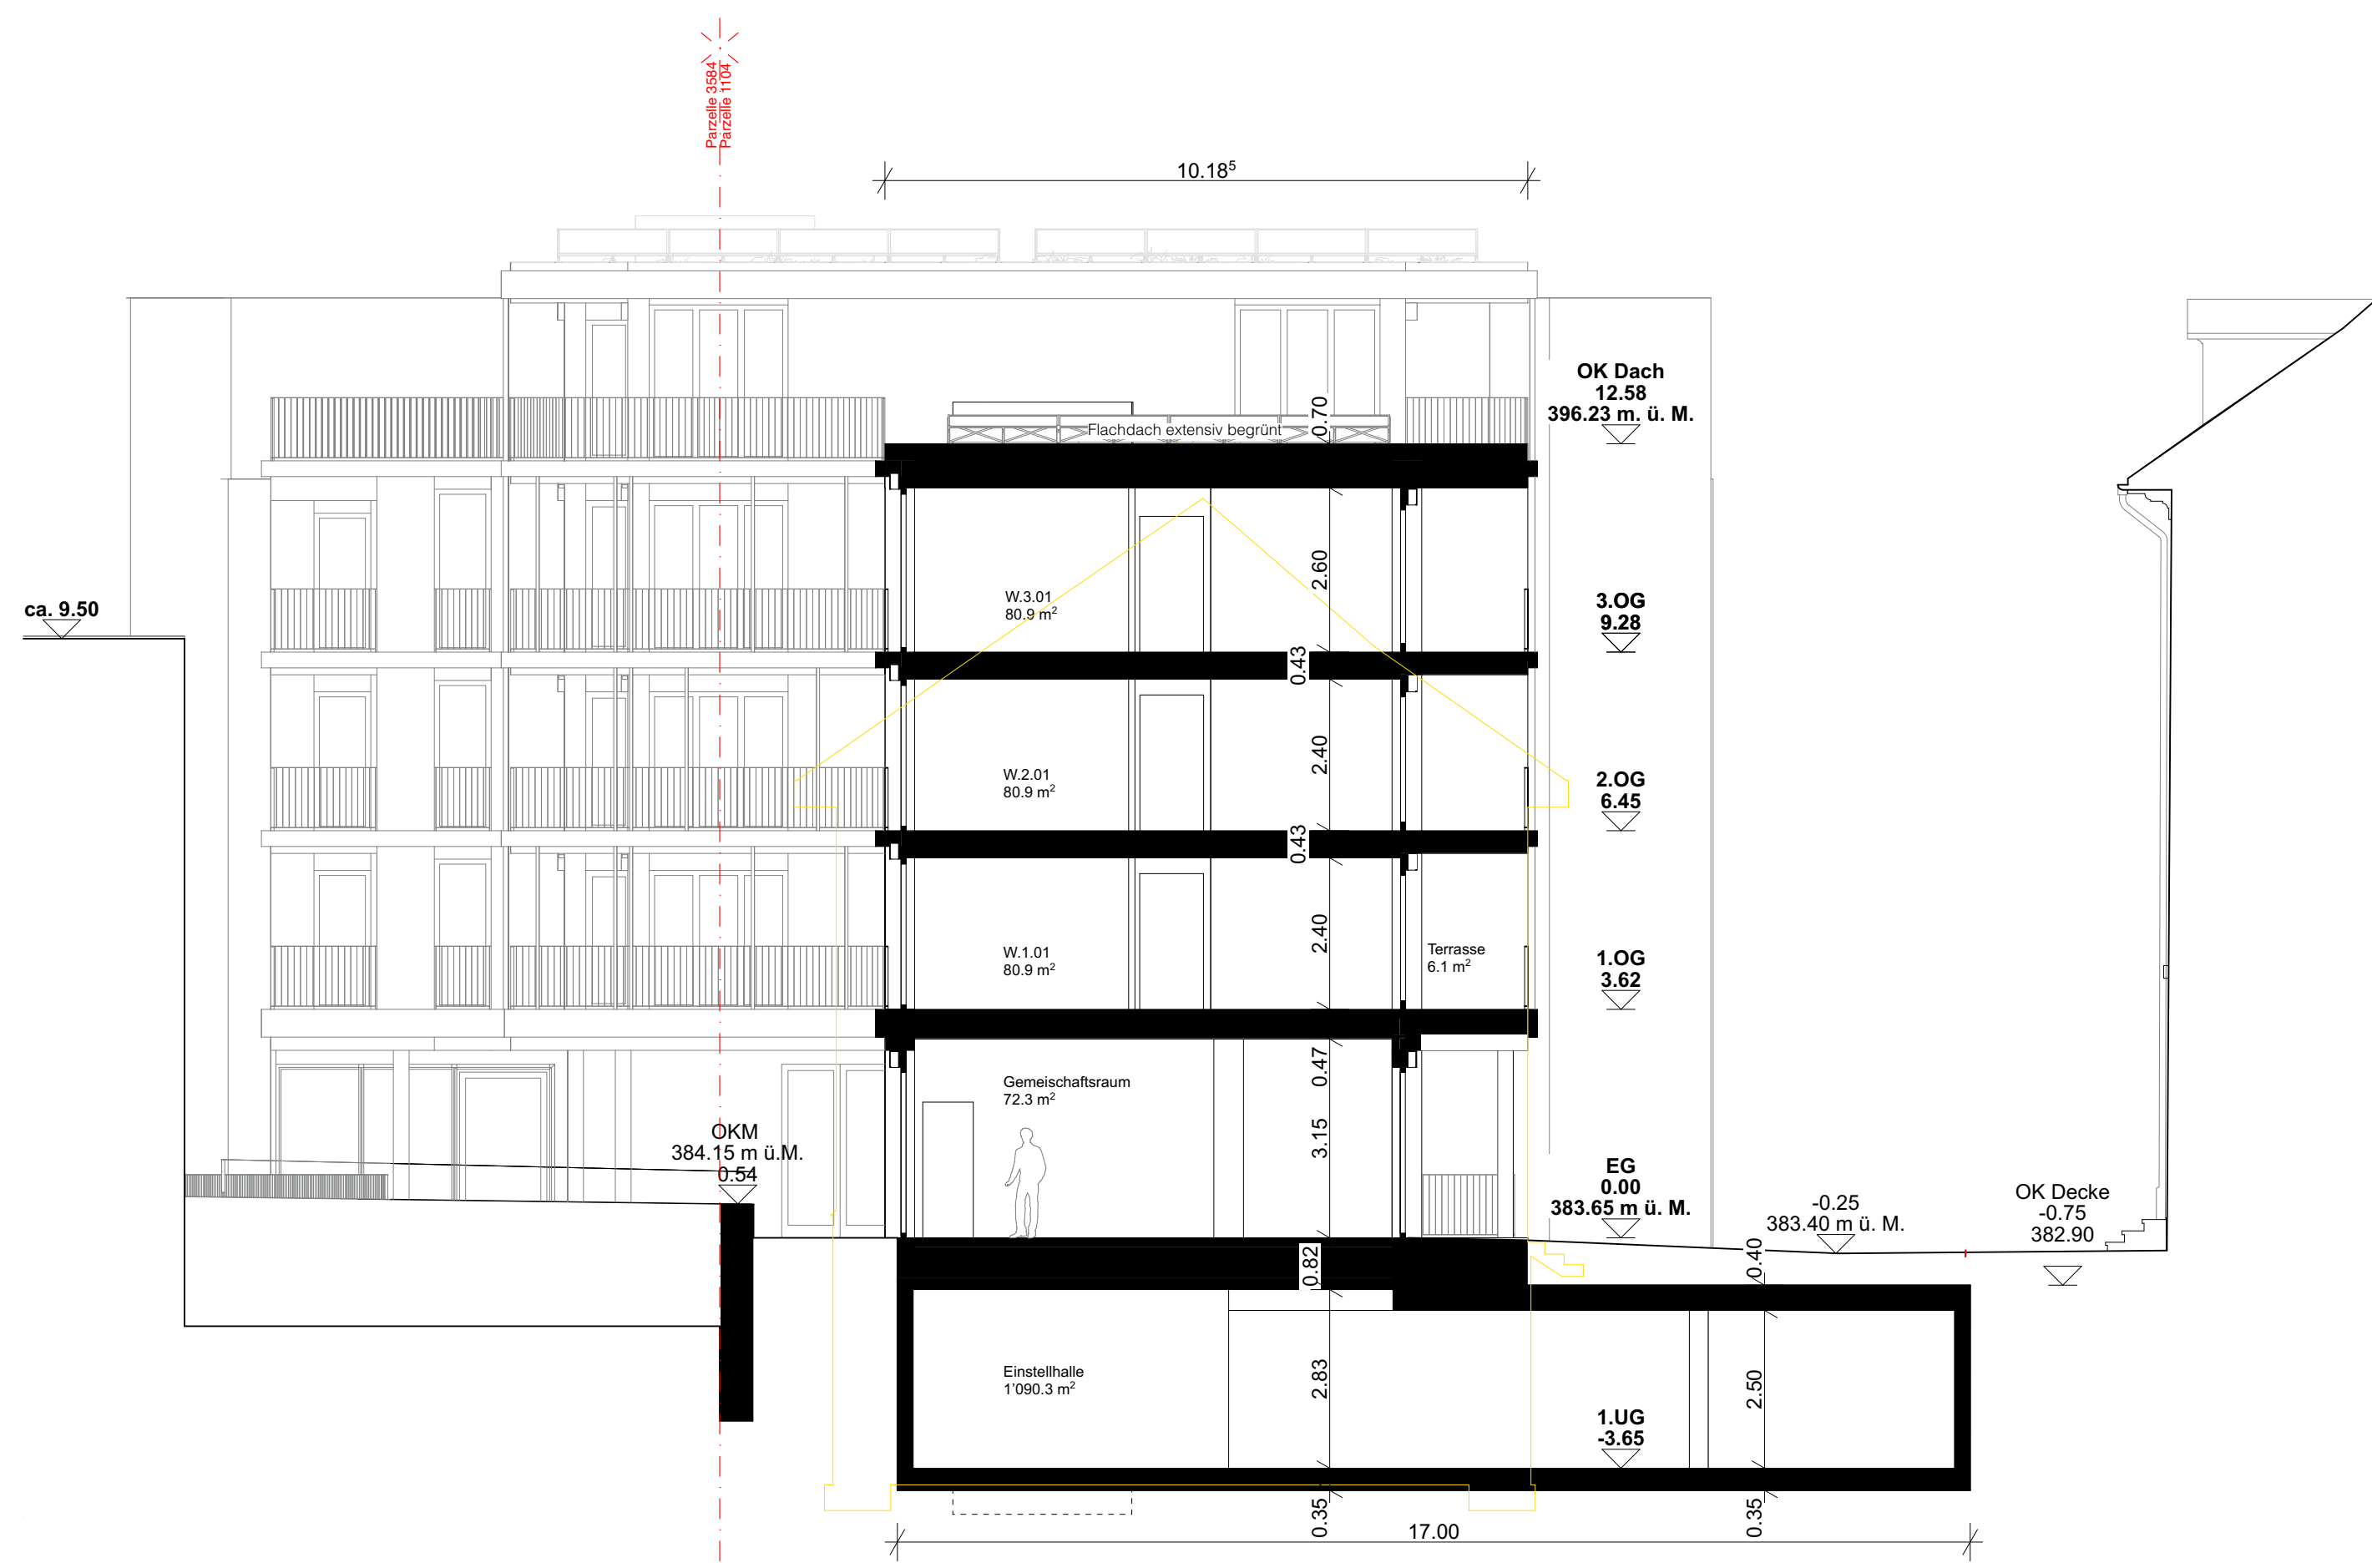 Parzelle 3584
Parzelle 1104
10.18⁵
OK Dach
12.58
396.23 m. ü. M.
0.70
Flachdach extensiv begrünt
ca. 9.50
W.3.01
80.9 m²
2.60
3.OG
9.28
0.43
W.2.01
80.9 m²
2.40
2.OG
6.45
0.43
W.1.01
80.9 m²
2.40
Terrasse
6.1 m²
1.OG
3.62
0.47
Gemeischaftsraum
72.3 m²
3.15
OKM
384.15 m ü.M.
0.54
EG
0.00
383.65 m ü. M.
-0.25
383.40 m ü. M.
OK Decke
-0.75
382.90
0.82
0.40
Einstellhalle
1'090.3 m²
2.83
2.50
1.UG
-3.65
0.35
0.35
17.00